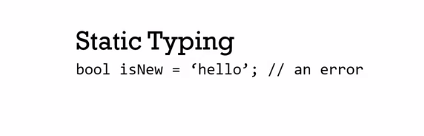 Static Typing
bool isNew = ‘hello’; // an error